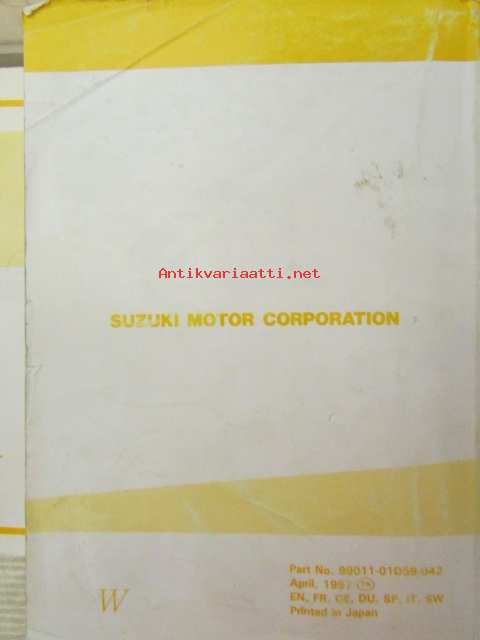 Antikvariaatti.net
SUZUKI MOTOR CORPORATION
Part No. 99011-01D59-042
April, 1997 TK
EN, FR, GE, DU, SP, IT, SW
Printed in Japan
W